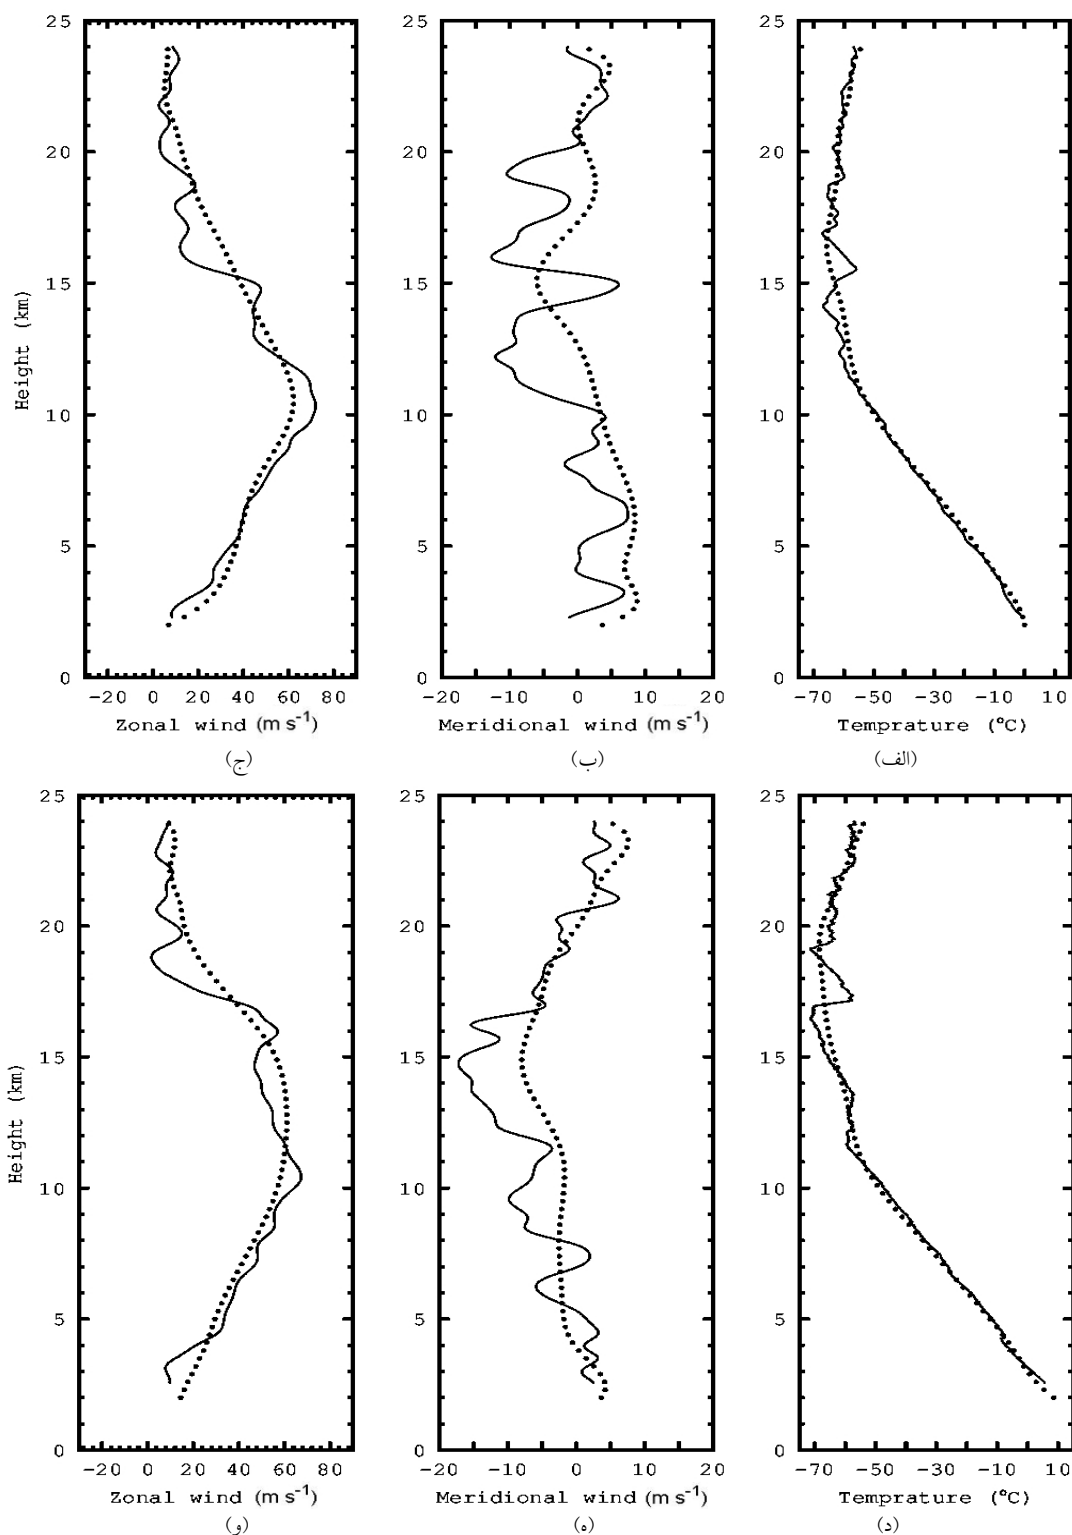 25
20
15
10
5
0
Height (km)
-20 0 20 40 60 80
Zonal wind (m s⁻¹)
(ج)
25
20
15
10
5
0
-20 -10 0 10 20
Meridional wind (m s⁻¹)
(ب)
25
20
15
10
5
0
-70 -50 -30 -10 10
Temprature (°C)
(الف)
25
20
15
10
5
0
Height (km)
-20 0 20 40 60 80
Zonal wind (m s⁻¹)
(و)
25
20
15
10
5
0
-20 -10 0 10 20
Meridional wind (m s⁻¹)
(ه)
25
20
15
10
5
0
-70 -50 -30 -10 10
Temprature (°C)
(د)